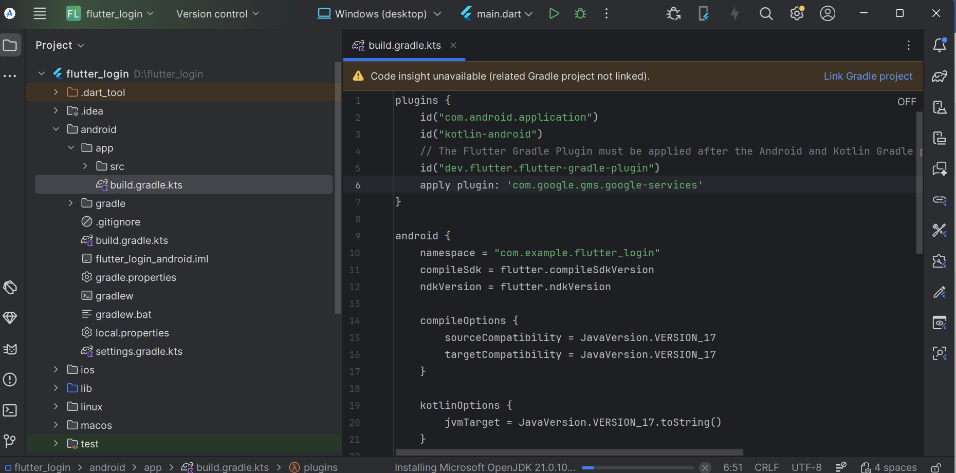 FL flutter_login Version control Windows (desktop) main.dart
Project
build.gradle.kts
flutter_login D:\flutter_login
.dart_tool
.idea
android
app
src
build.gradle.kts
gradle
.gitignore
build.gradle.kts
flutter_login_android.iml
gradle.properties
gradlew
gradlew.bat
local.properties
settings.gradle.kts
ios
lib
linux
macos
test
Code insight unavailable (related Gradle project not linked). Link Gradle project
OFF
1 plugins {
2 id("com.android.application")
3 id("kotlin-android")
4 // The Flutter Gradle Plugin must be applied after the Android and Kotlin Gradle
5 id("dev.flutter.flutter-gradle-plugin")
6 apply plugin: 'com.google.gms.google-services'
7 }
8
9 android {
10 namespace = "com.example.flutter_login"
11 compileSdk = flutter.compileSdkVersion
12 ndkVersion = flutter.ndkVersion
13
14 compileOptions {
15 sourceCompatibility = JavaVersion.VERSION_17
16 targetCompatibility = JavaVersion.VERSION_17
17 }
18
19 kotlinOptions {
20 jvmTarget = JavaVersion.VERSION_17.toString()
21 }
flutter_login > android > app > build.gradle.kts > plugins Installing Microsoft OpenJDK 21.0.10... 6:51 CRLF UTF-8 4 spaces